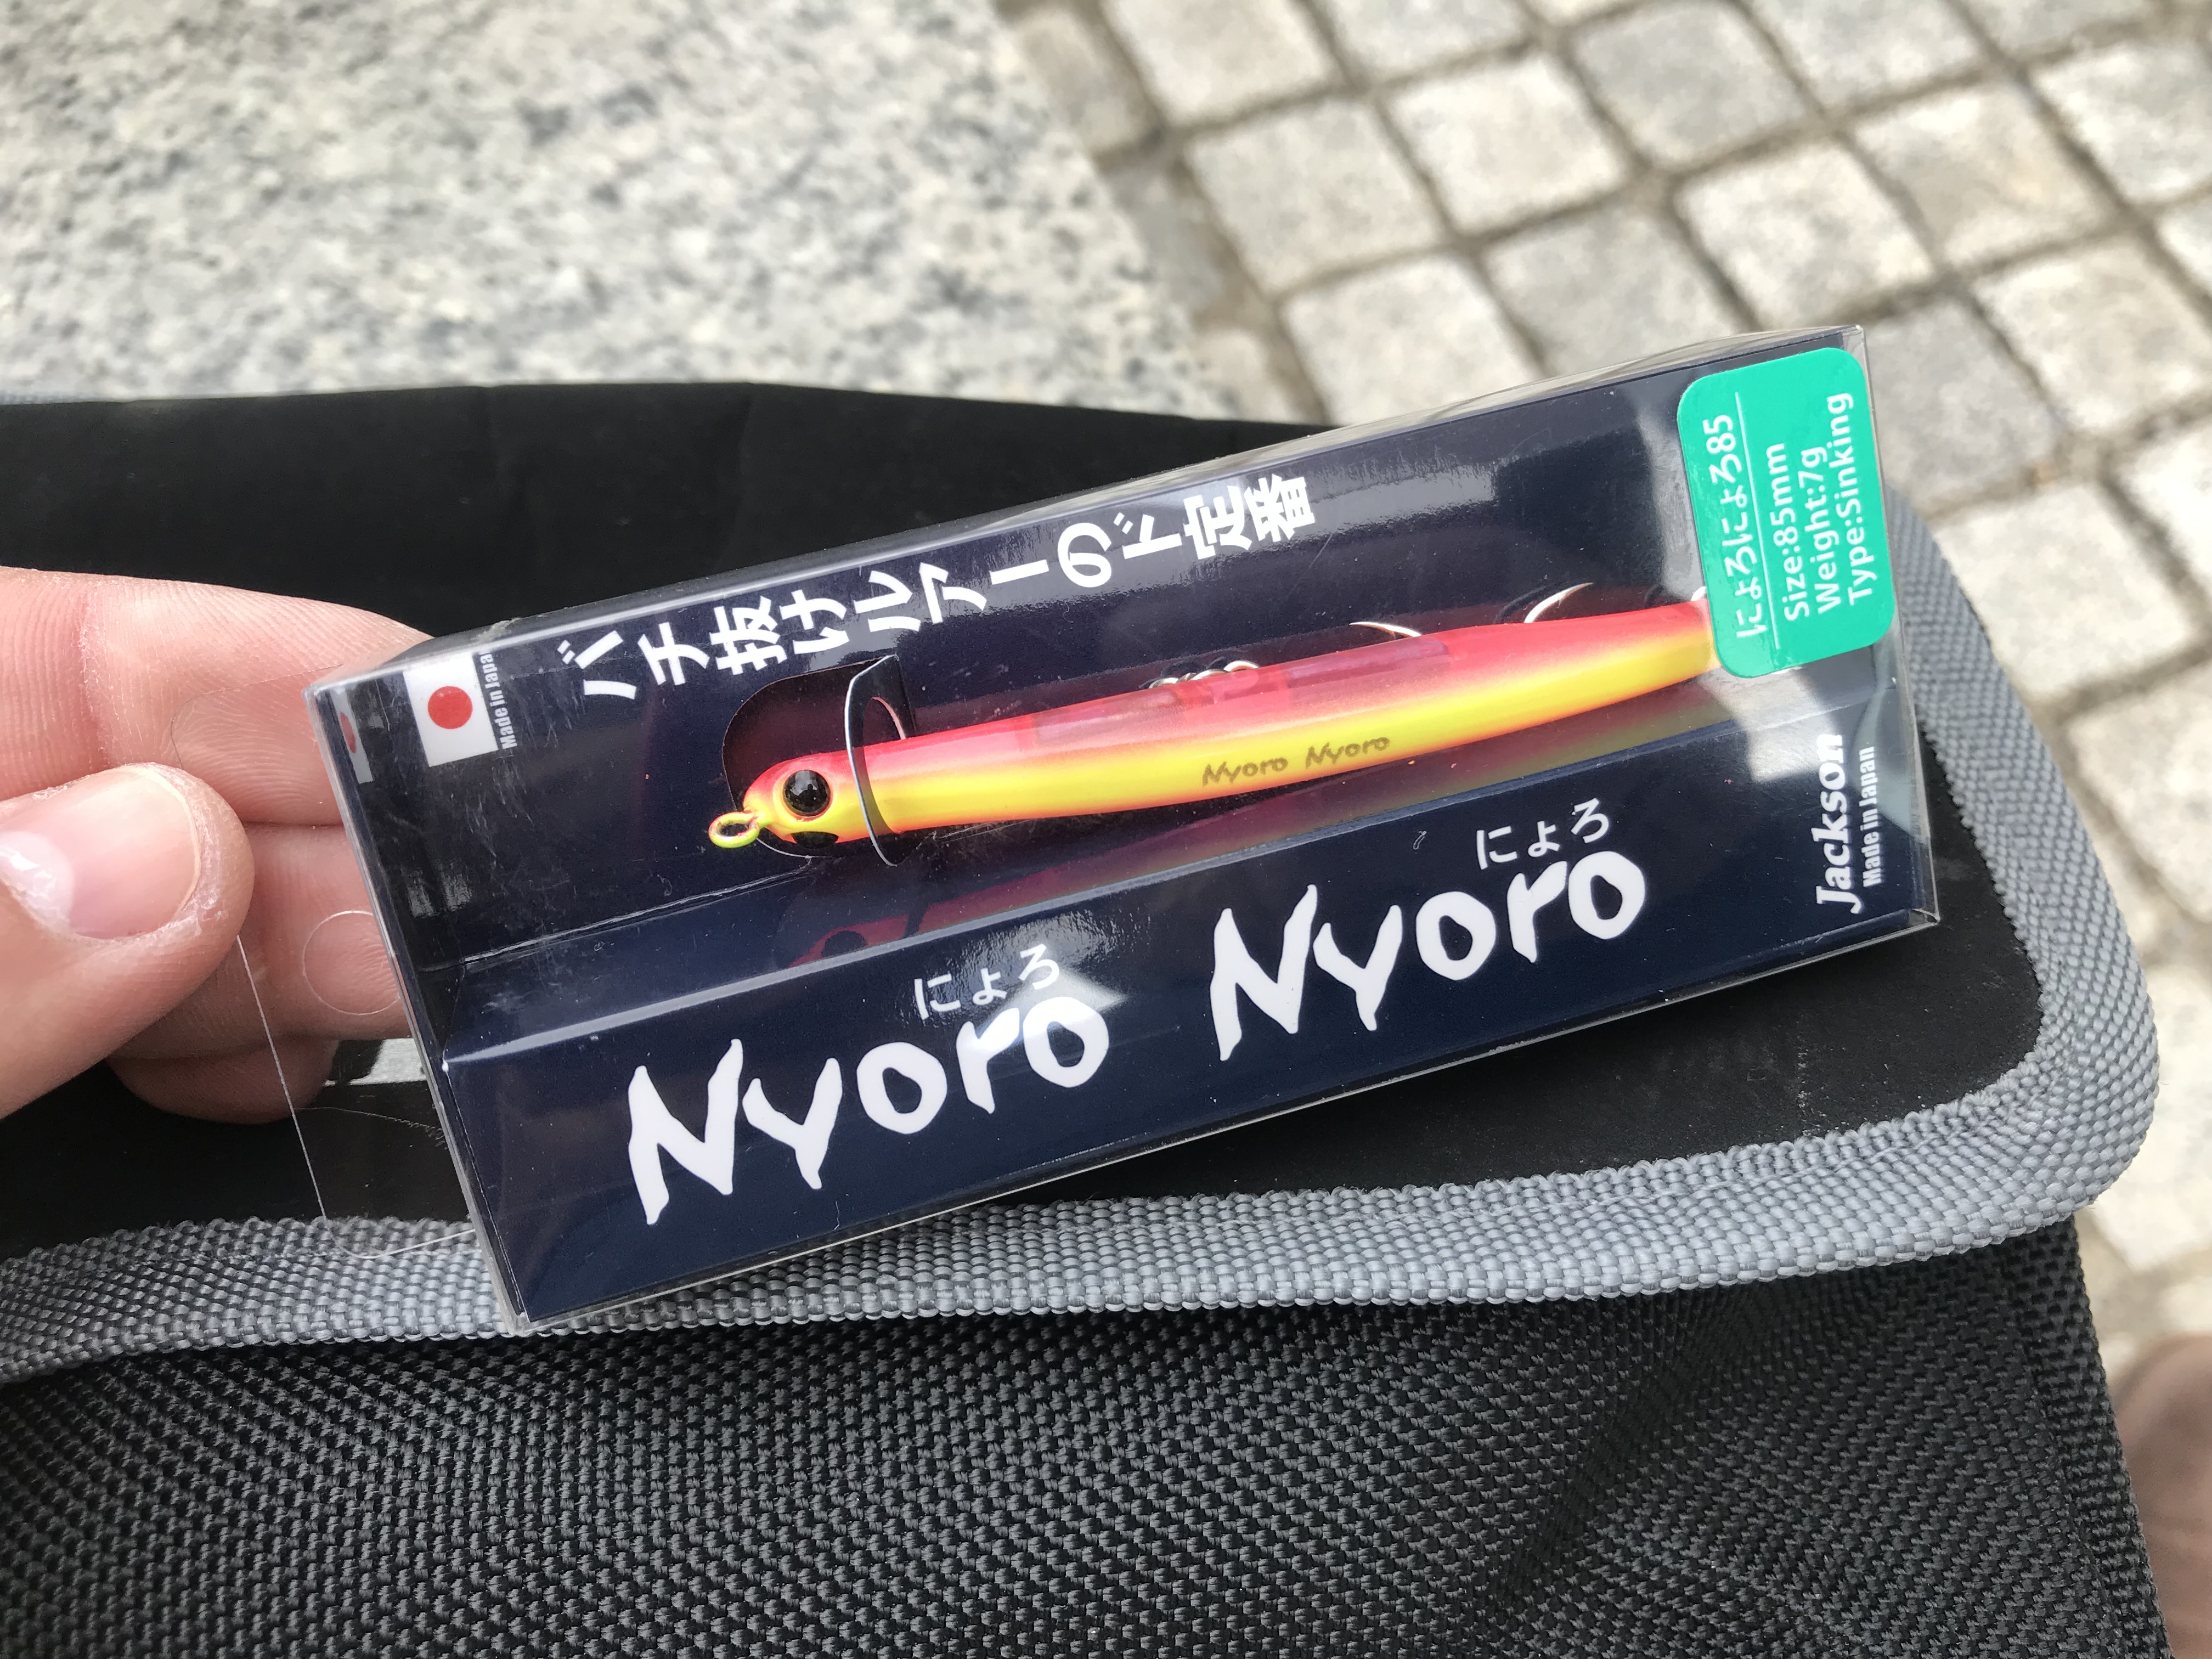 バチ抜けルアーのド定番
Made in Japan
にょろにょろ85
Size:85mm
Weight:7g
Type:Sinking
Nyoro Nyoro
にょろ にょろ
Nyoro Nyoro
Jackson
Made in Japan